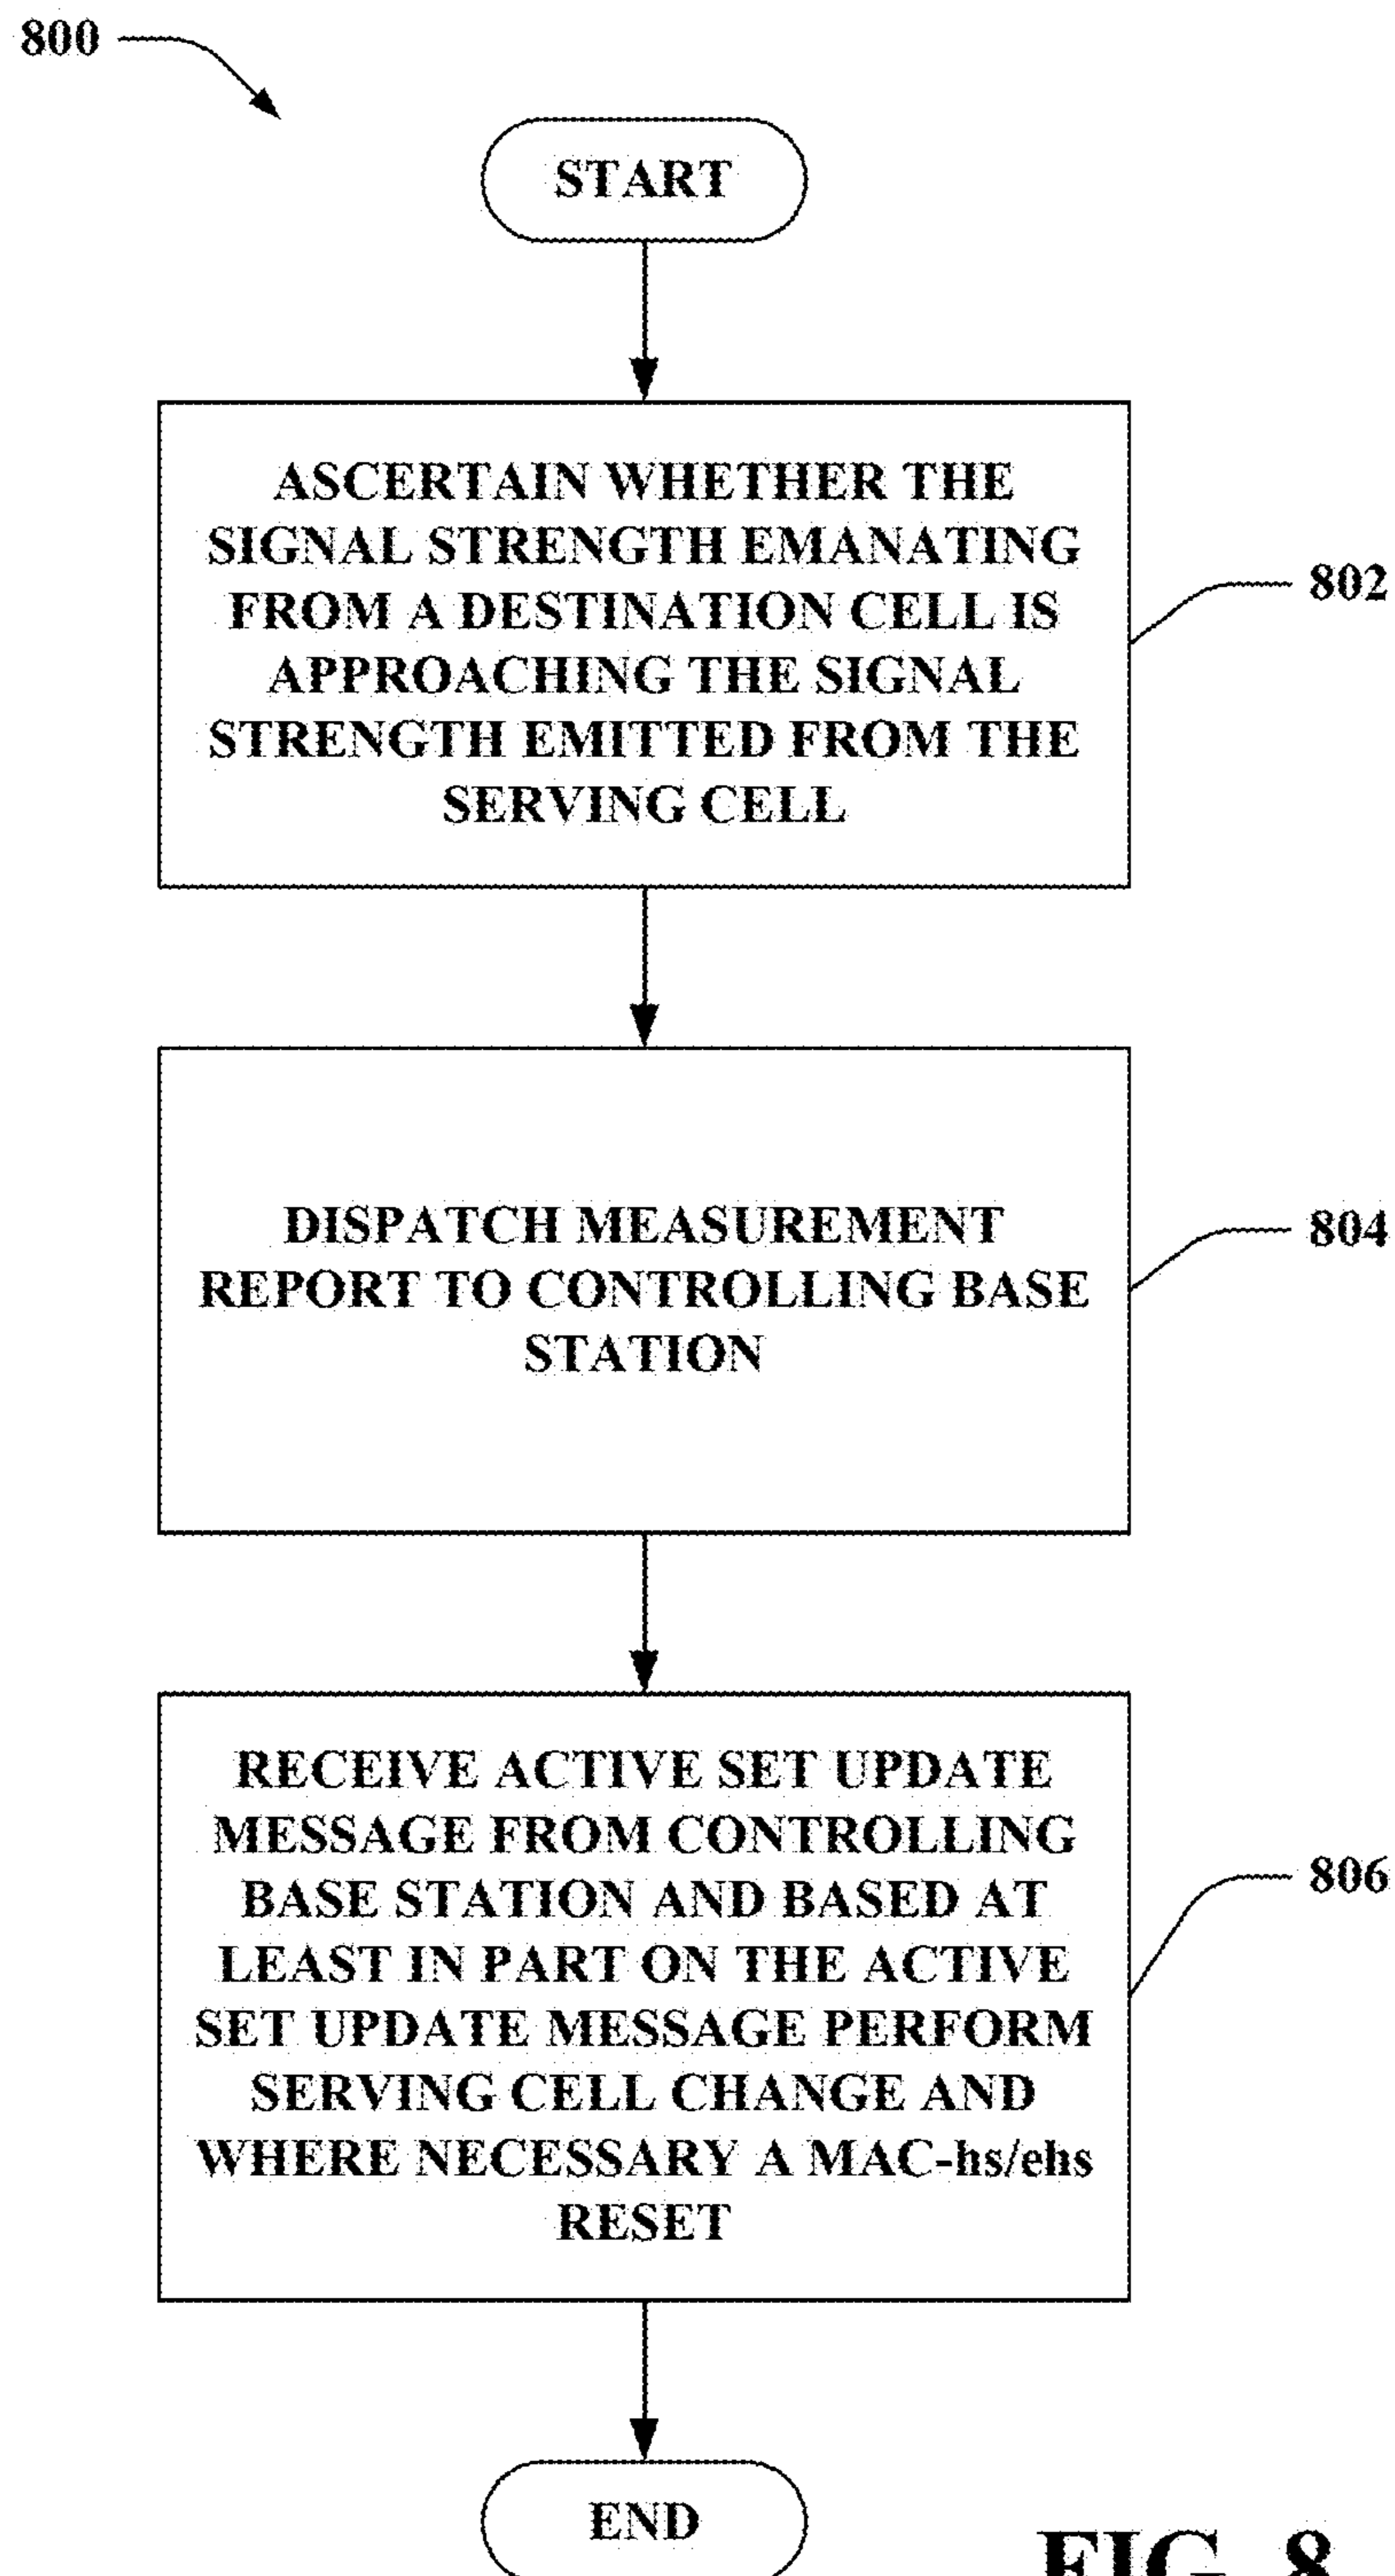 800
START
ASCERTAIN WHETHER THE
SIGNAL STRENGTH EMANATING
FROM A DESTINATION CELL IS
APPROACHING THE SIGNAL
STRENGTH EMITTED FROM THE
SERVING CELL
802
DISPATCH MEASUREMENT
REPORT TO CONTROLLING BASE
STATION
804
RECEIVE ACTIVE SET UPDATE
MESSAGE FROM CONTROLLING
BASE STATION AND BASED AT
LEAST IN PART ON THE ACTIVE
SET UPDATE MESSAGE PERFORM
SERVING CELL CHANGE AND
WHERE NECESSARY A MAC-hs/ehs
RESET
806
END
FIG. 8